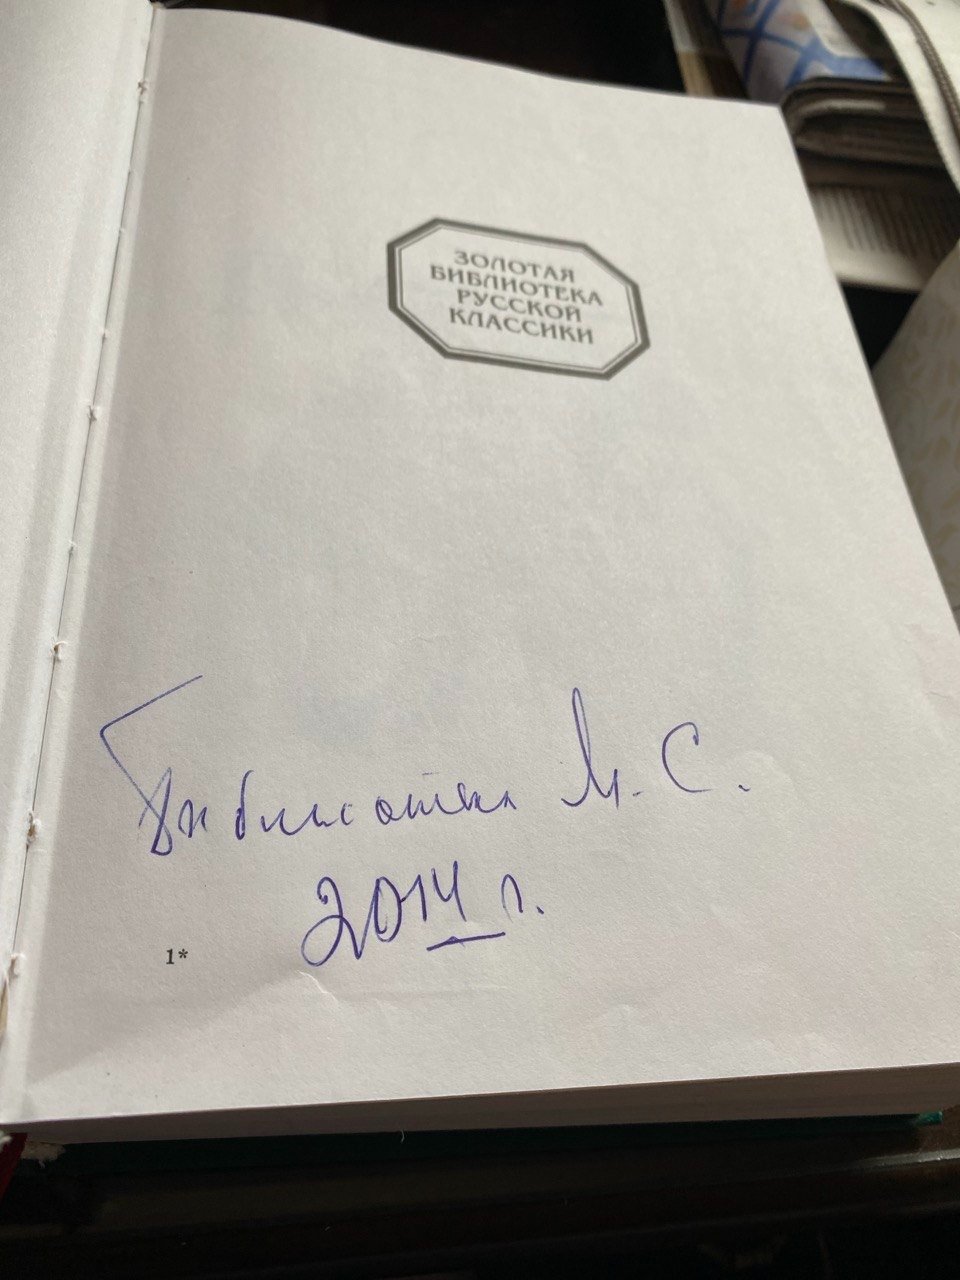 ЗОЛОТАЯ
БИБЛИОТЕКА
РУССКОЙ
КЛАССИКИ
Библиотека М. С.
2014 г.
1*